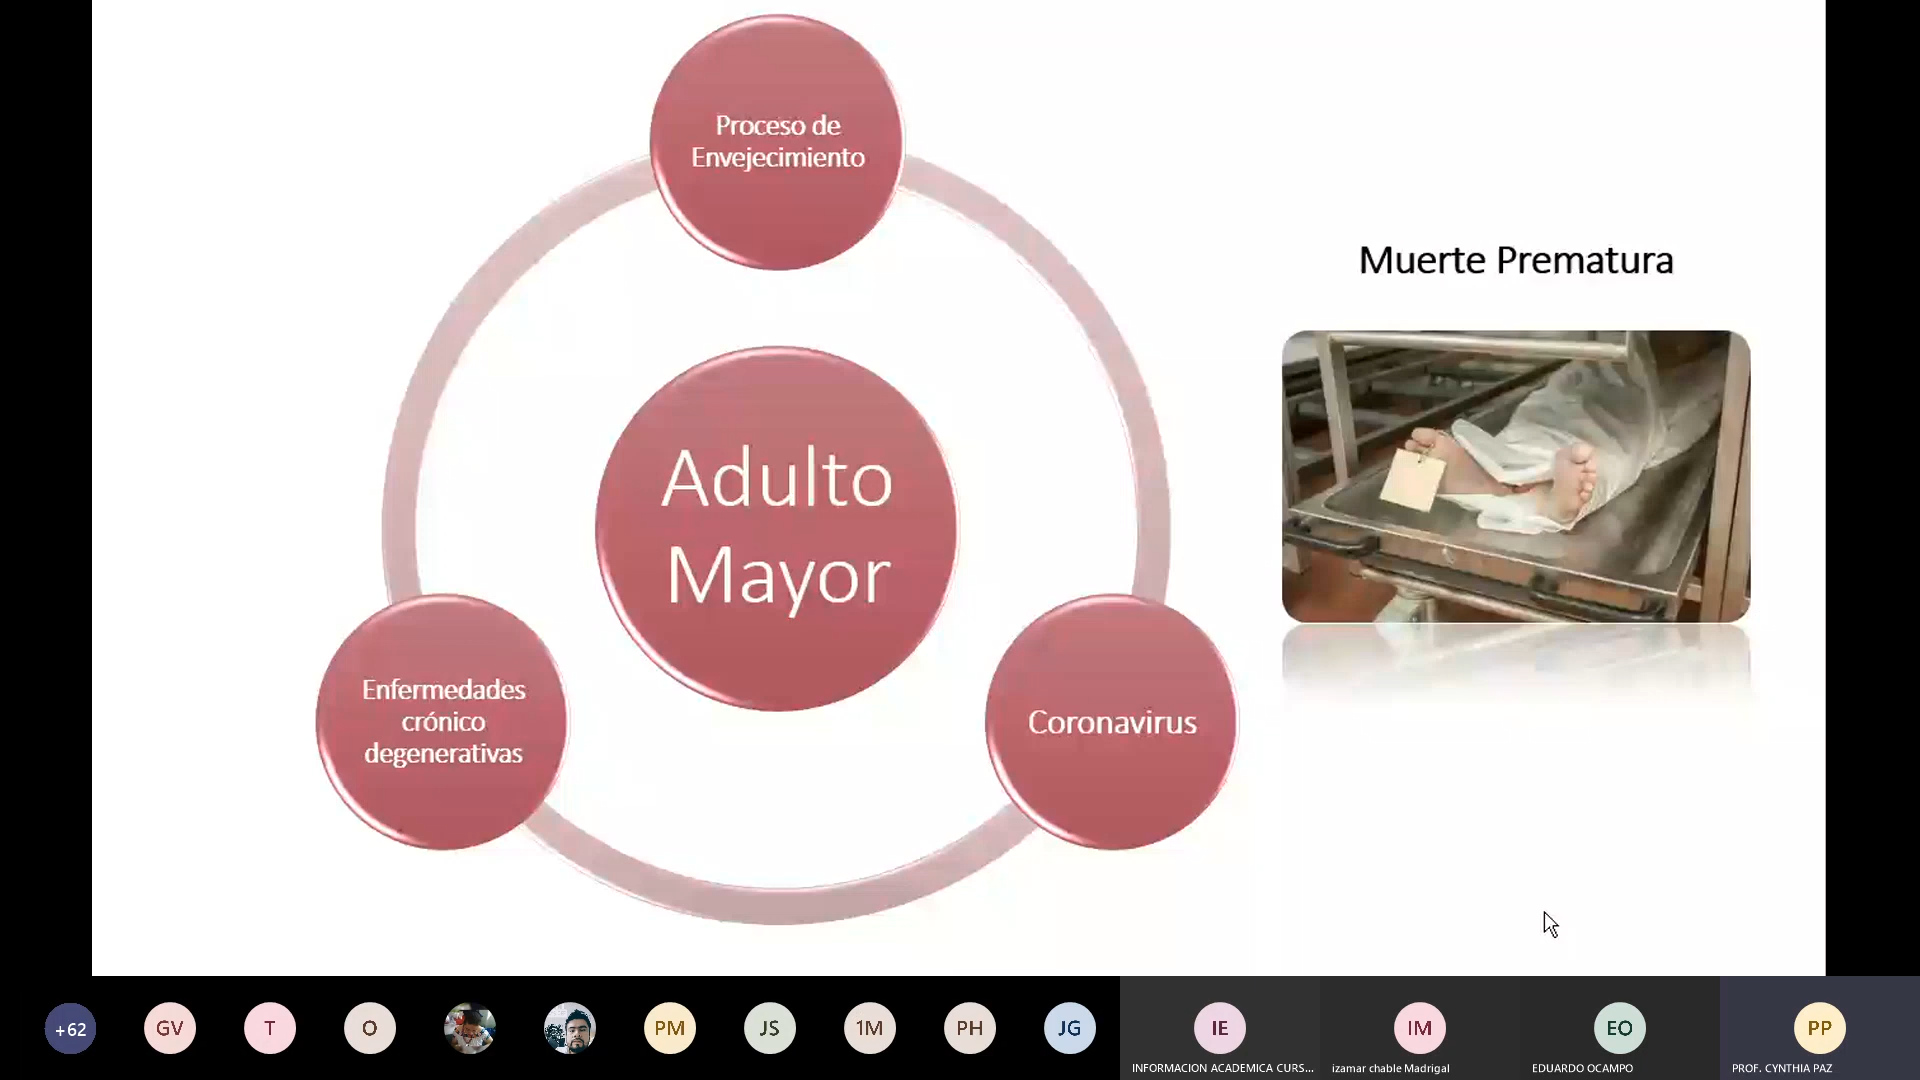 Proceso de
Envejecimiento
Muerte Prematura
Adulto
Mayor
Enfermedades
crónico
degenerativas
Coronavirus
+62
GV
T
O
PM
JS
1M
PH
JG
IE
IM
EO
PP
INFORMACION ACADEMICA CURS...
izamar chable Madrigal
EDUARDO OCAMPO
PROF. CYNTHIA PAZ